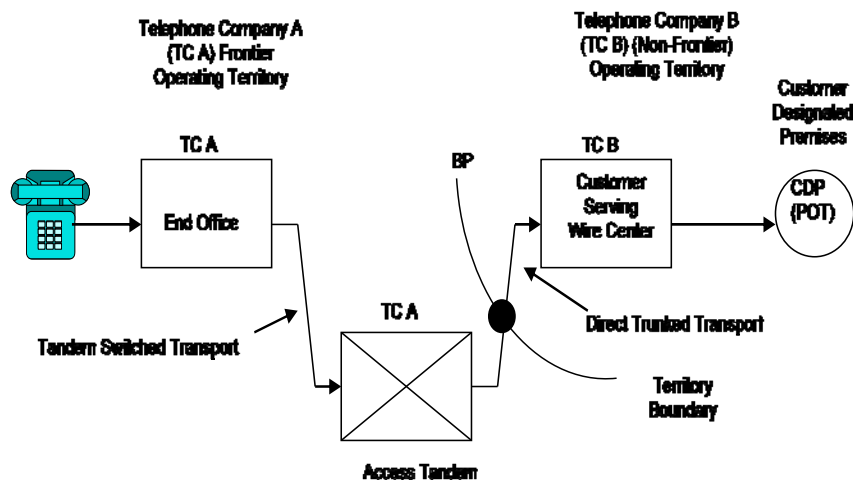 Telephone Company A
(TC A) Frontier
Operating Territory
Telephone Company B
(TC B) (Non-Frontier)
Operating Territory
Customer
Designated
Premises
TC A
End Office
BP
TC B
Customer
Serving
Wire Center
CDP
(POT)
TC A
Tandem Switched Transport
Direct Trunked Transport
Territory
Boundary
Access Tandem